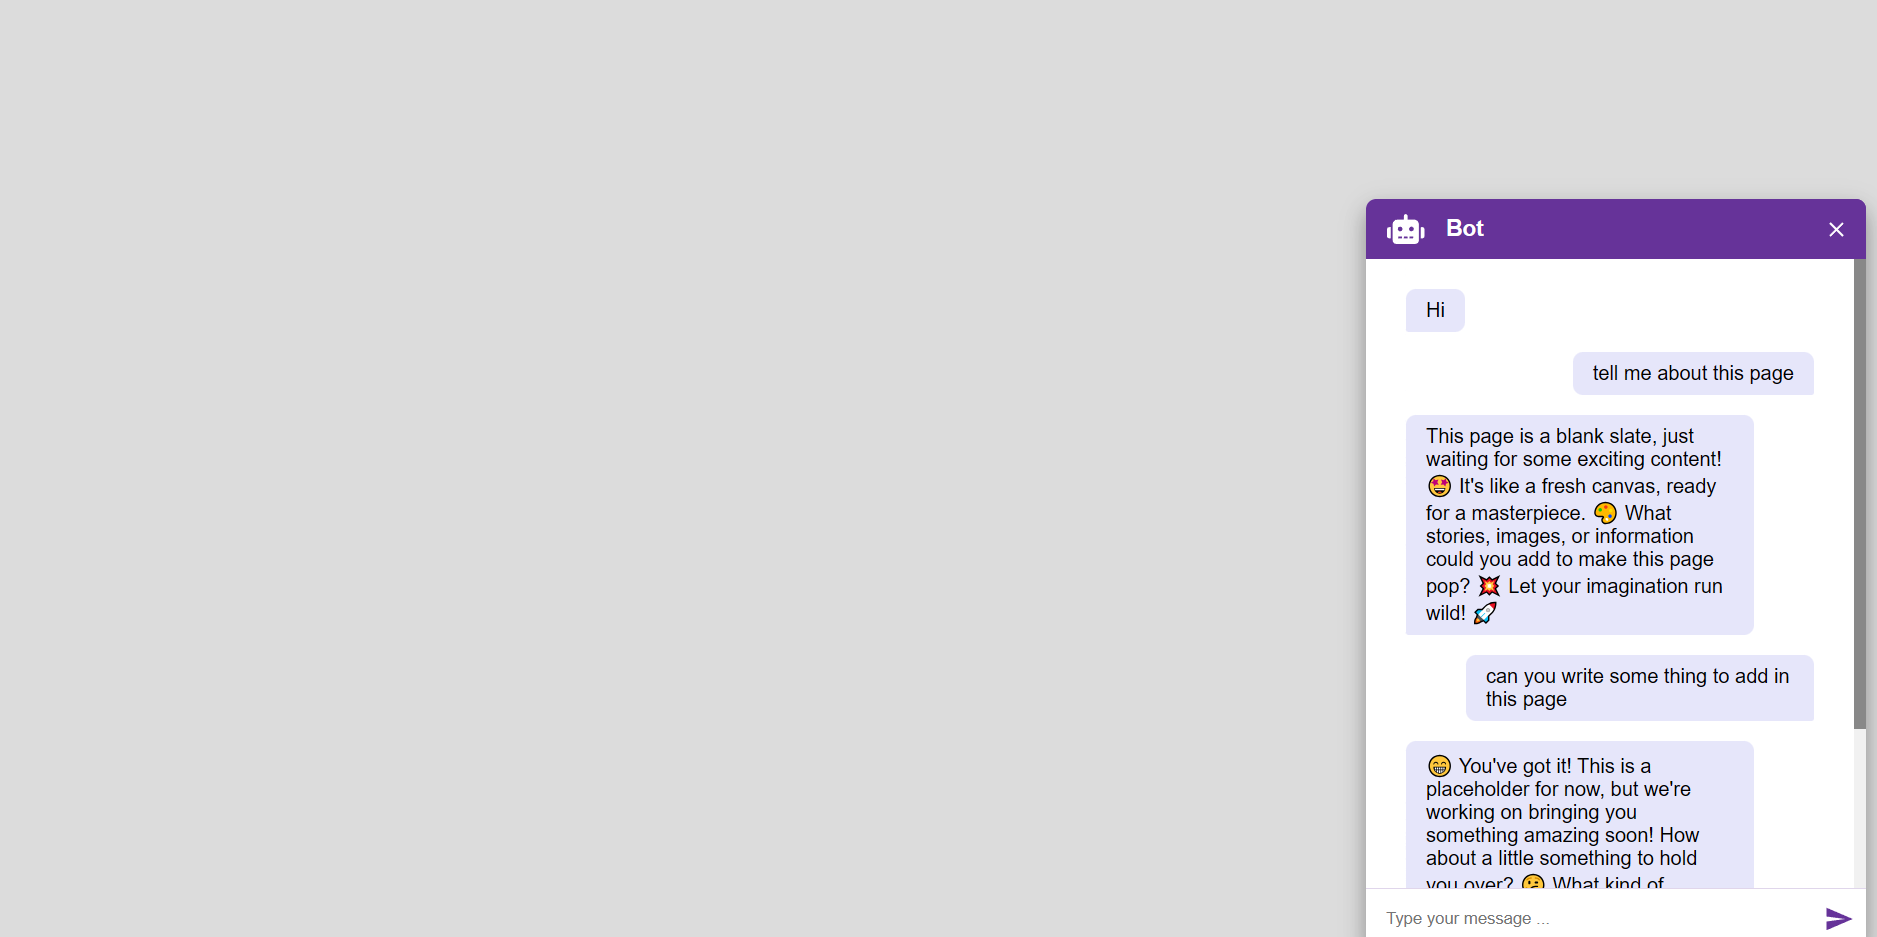 Bot
Hi
tell me about this page
This page is a blank slate, just
waiting for some exciting content!
🤩 It's like a fresh canvas, ready
for a masterpiece. 🎨 What
stories, images, or information
could you add to make this page
pop? 💥 Let your imagination run
wild! 🚀
can you write some thing to add in
this page
😁 You've got it! This is a
placeholder for now, but we're
working on bringing you
something amazing soon! How
about a little something to hold
you over? 🤔 What kind of
Type your message ...